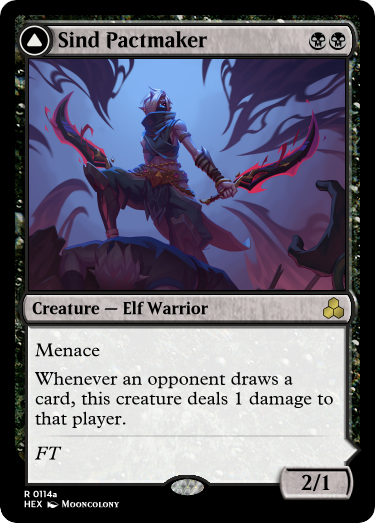 Sind Pactmaker
Creature — Elf Warrior
Menace
Whenever an opponent draws a
card, this creature deals 1 damage to
that player.
FT
2/1
R 0114a
HEX Mooncolony